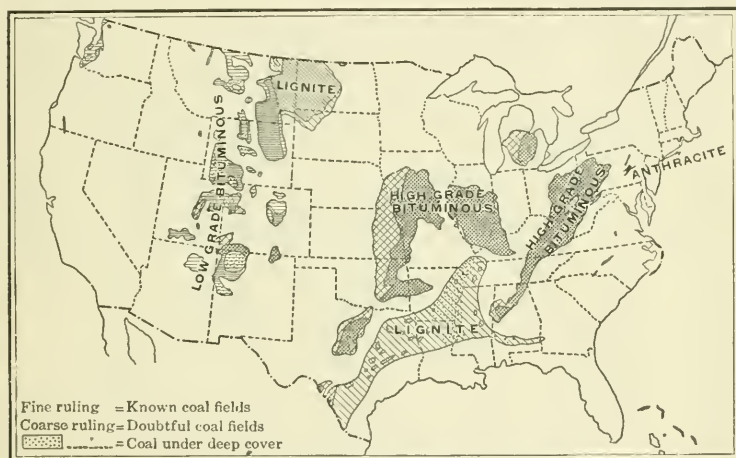 LIGNITE
LOW GRADE BITUMINOUS
HIGH GRADE
BITUMINOUS
HIGH GRADE
BITUMINOUS
ANTHRACITE
LIGNITE
Fine ruling = Known coal fields
Coarse ruling = Doubtful coal fields
= Coal under deep cover